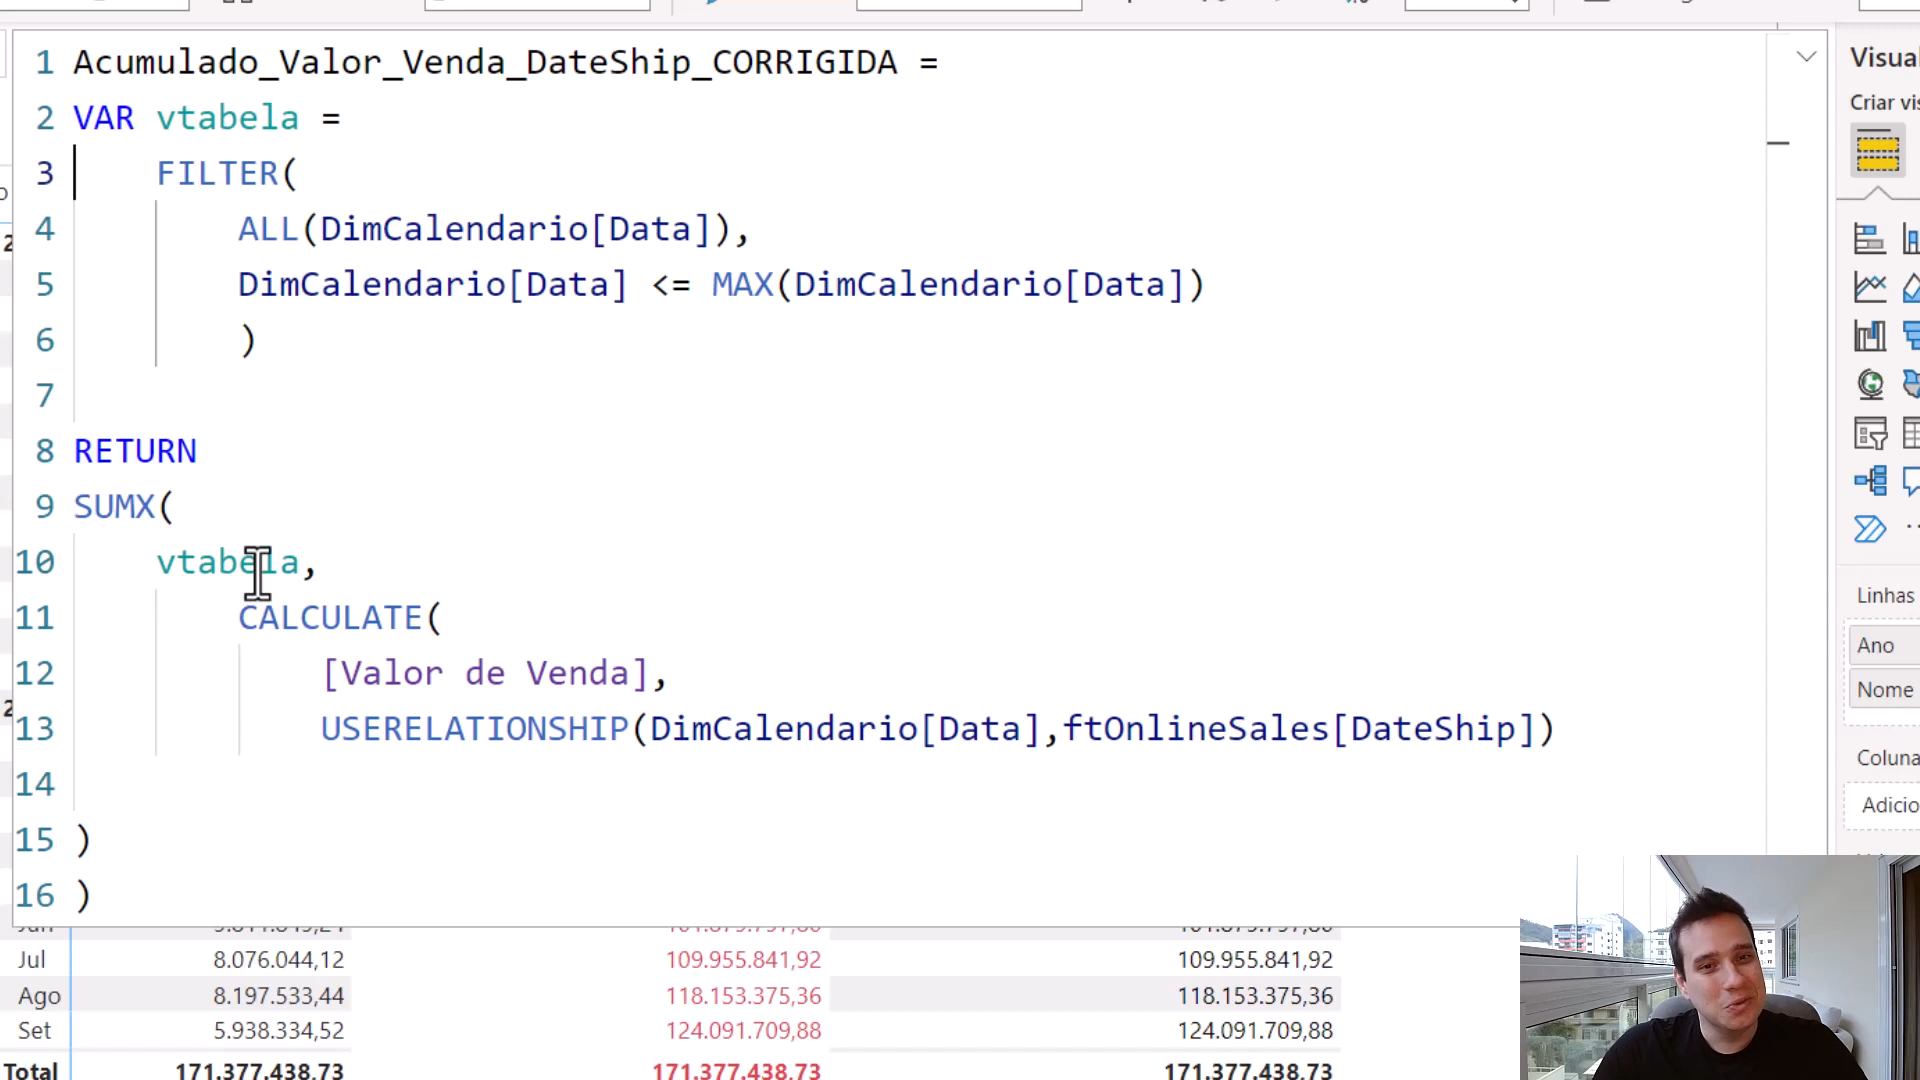 Visua
Criar vis
1 Acumulado_Valor_Venda_DateShip_CORRIGIDA =
2 VAR vtabela =
3 FILTER(
4 ALL(DimCalendario[Data]),
5 DimCalendario[Data] <= MAX(DimCalendario[Data])
6 )
7
8 RETURN
9 SUMX(
10 vtabela,
11 CALCULATE(
12 [Valor de Venda],
13 USERELATIONSHIP(DimCalendario[Data],ftOnlineSales[DateShip])
14
15 )
16 )
Linhas
Ano
Nome
Coluna
Adicio
Jul 8.076.044,12 109.955.841,92 109.955.841,92
Ago 8.197.533,44 118.153.375,36 118.153.375,36
Set 5.938.334,52 124.091.709,88 124.091.709,88
Total 171.377.438,73 171.377.438,73 171.377.438,73